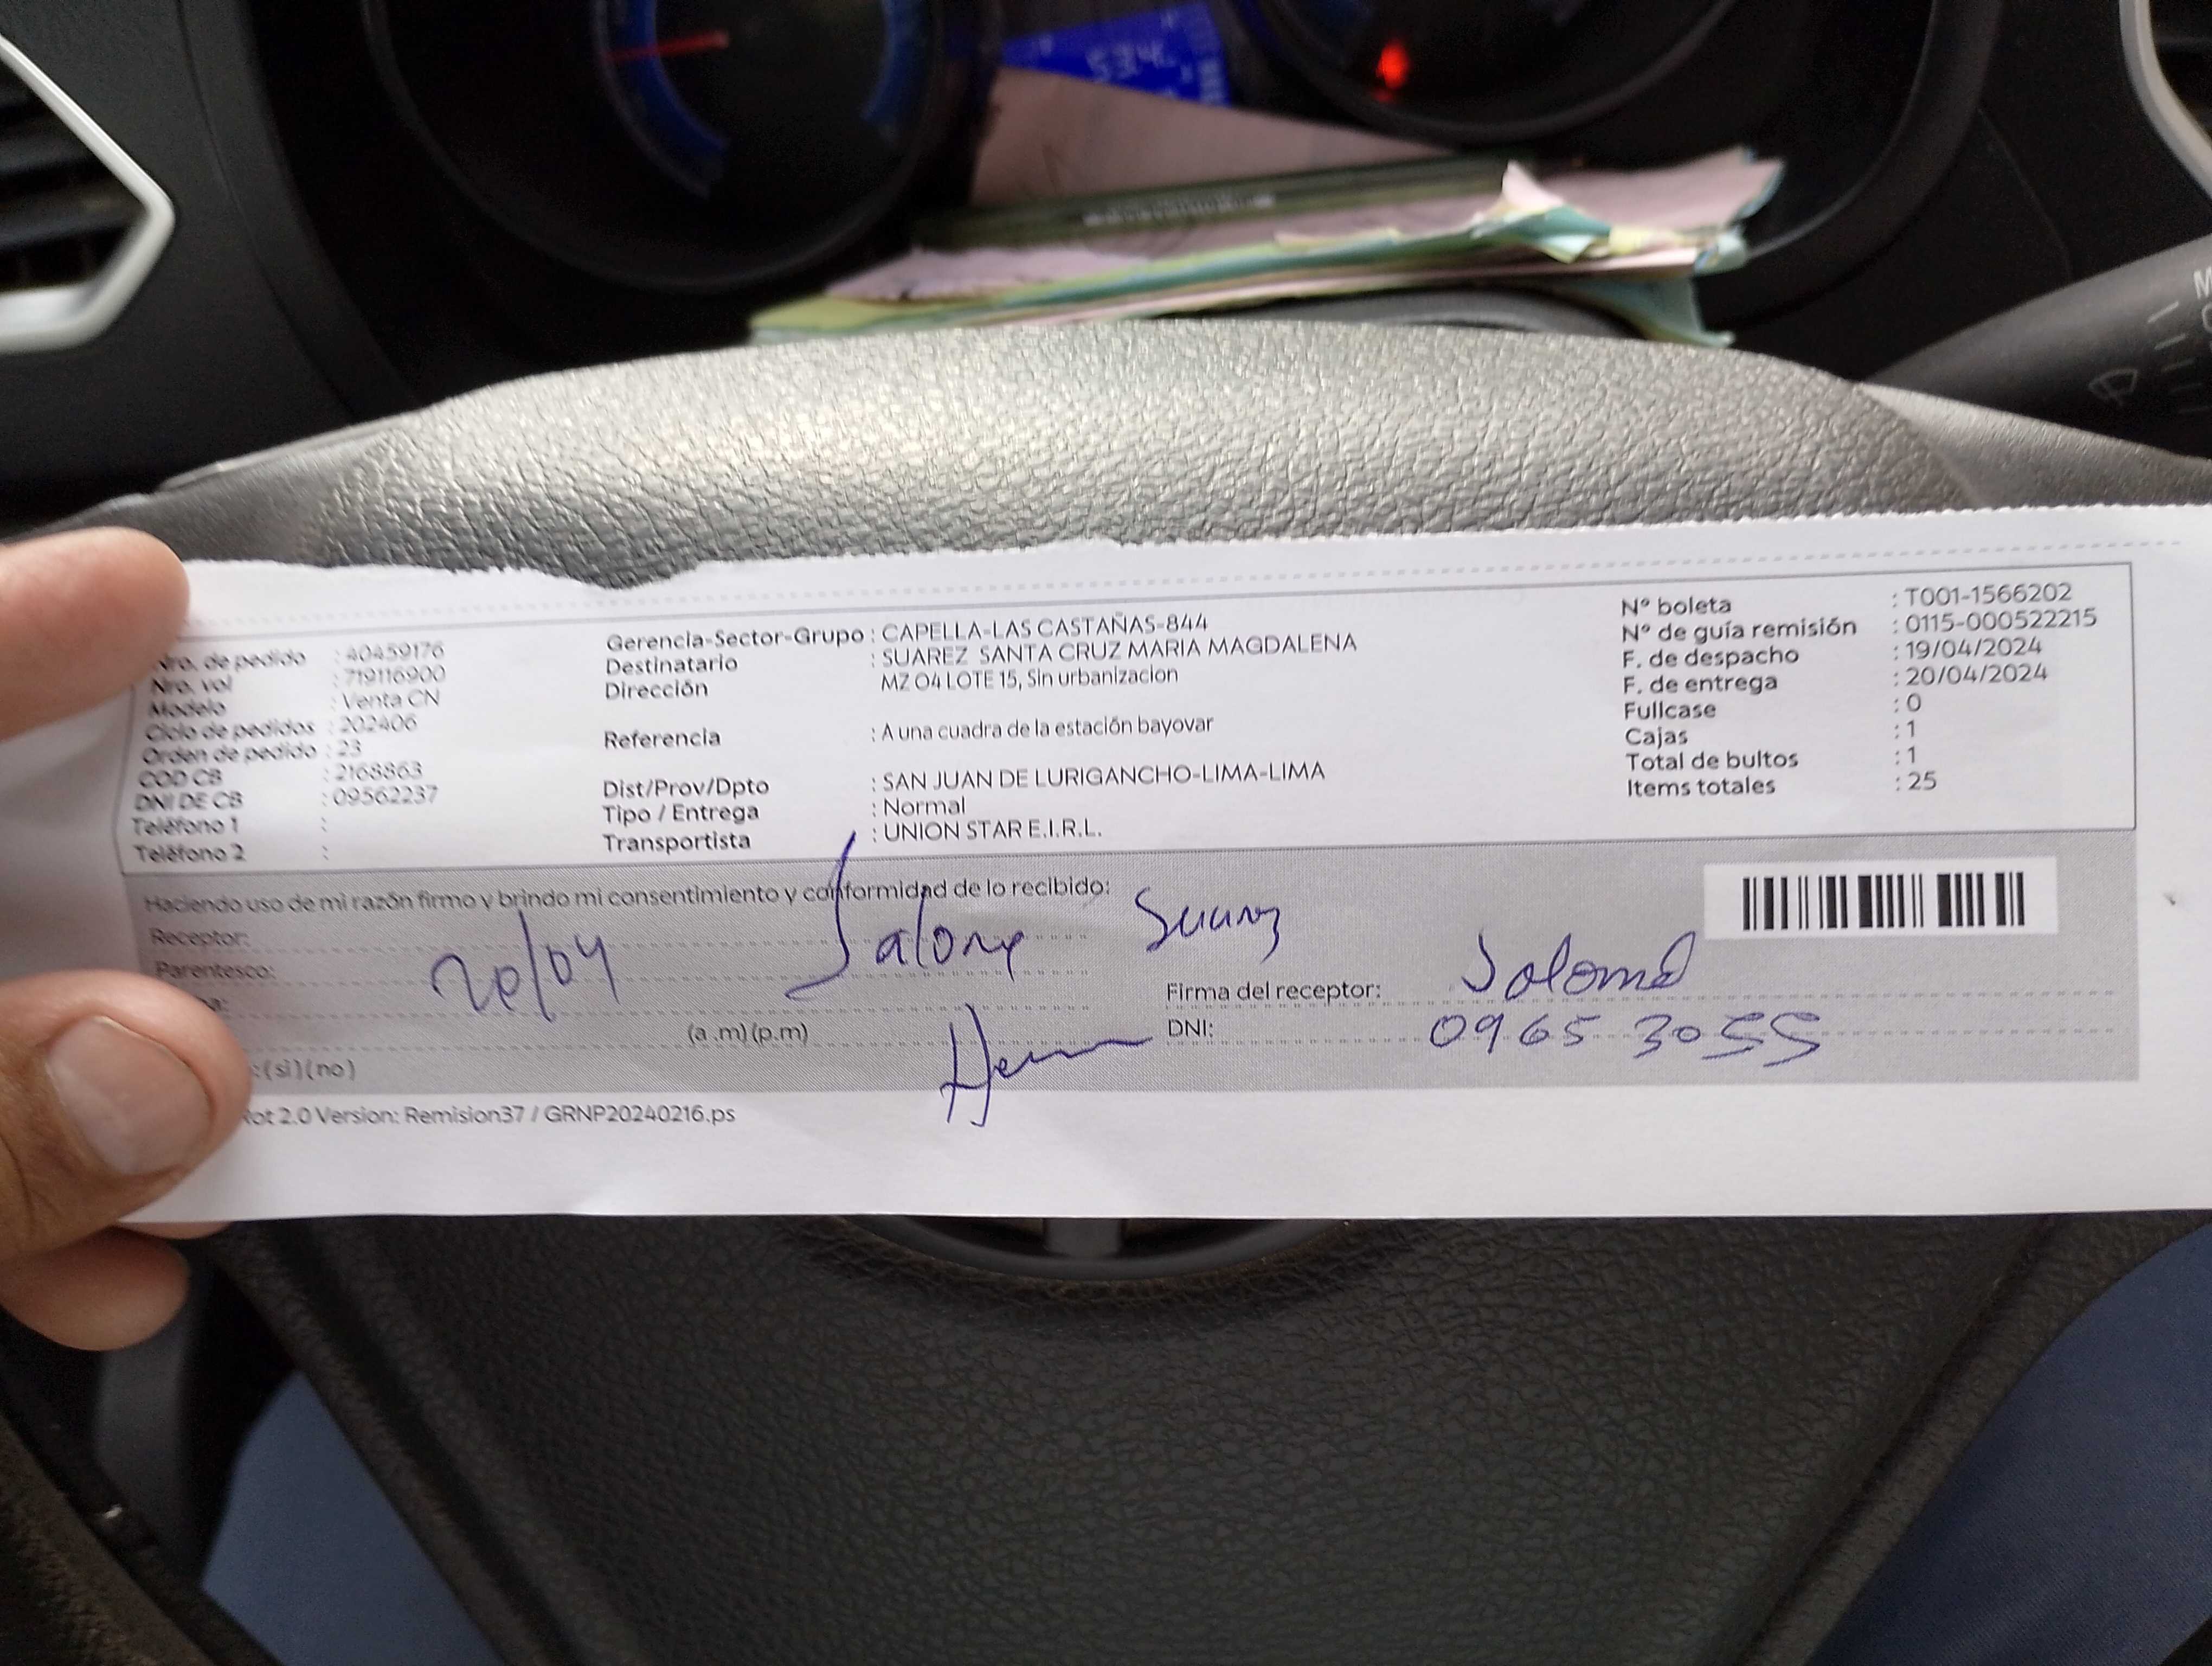 Nro. de pedido : 40459176
Nro. vol : 719116900
Modelo : Venta CN
Ciclo de pedidos : 202406
Orden de pedido : 23
COD CB : 2168863
DNI DE CB : 09562237
Teléfono 1 :
Teléfono 2 :
Gerencia-Sector-Grupo : CAPELLA-LAS CASTAÑAS-844
Destinatario : SUAREZ SANTA CRUZ MARIA MAGDALENA
Dirección MZ O4 LOTE 15, Sin urbanizacion
Referencia : A una cuadra de la estación bayovar
Dist/Prov/Dpto : SAN JUAN DE LURIGANCHO-LIMA-LIMA
Tipo / Entrega : Normal
Transportista : UNION STAR E.I.R.L.
N° boleta : T001-1566202
N° de guía remisión : 0115-000522215
F. de despacho : 19/04/2024
F. de entrega : 20/04/2024
Fullcase : 0
Cajas : 1
Total de bultos : 1
Items totales : 25
Haciendo uso de mi razón firmo y brindo mi consentimiento y conformidad de lo recibido:
Receptor: Salome Suarez
Parentesco: 20/04
Firma del receptor: Salomé
(a .m) (p.m)
DNI: 09653055
: (si) (no)
2.0 Version: Remision37 / GRNP20240216.ps